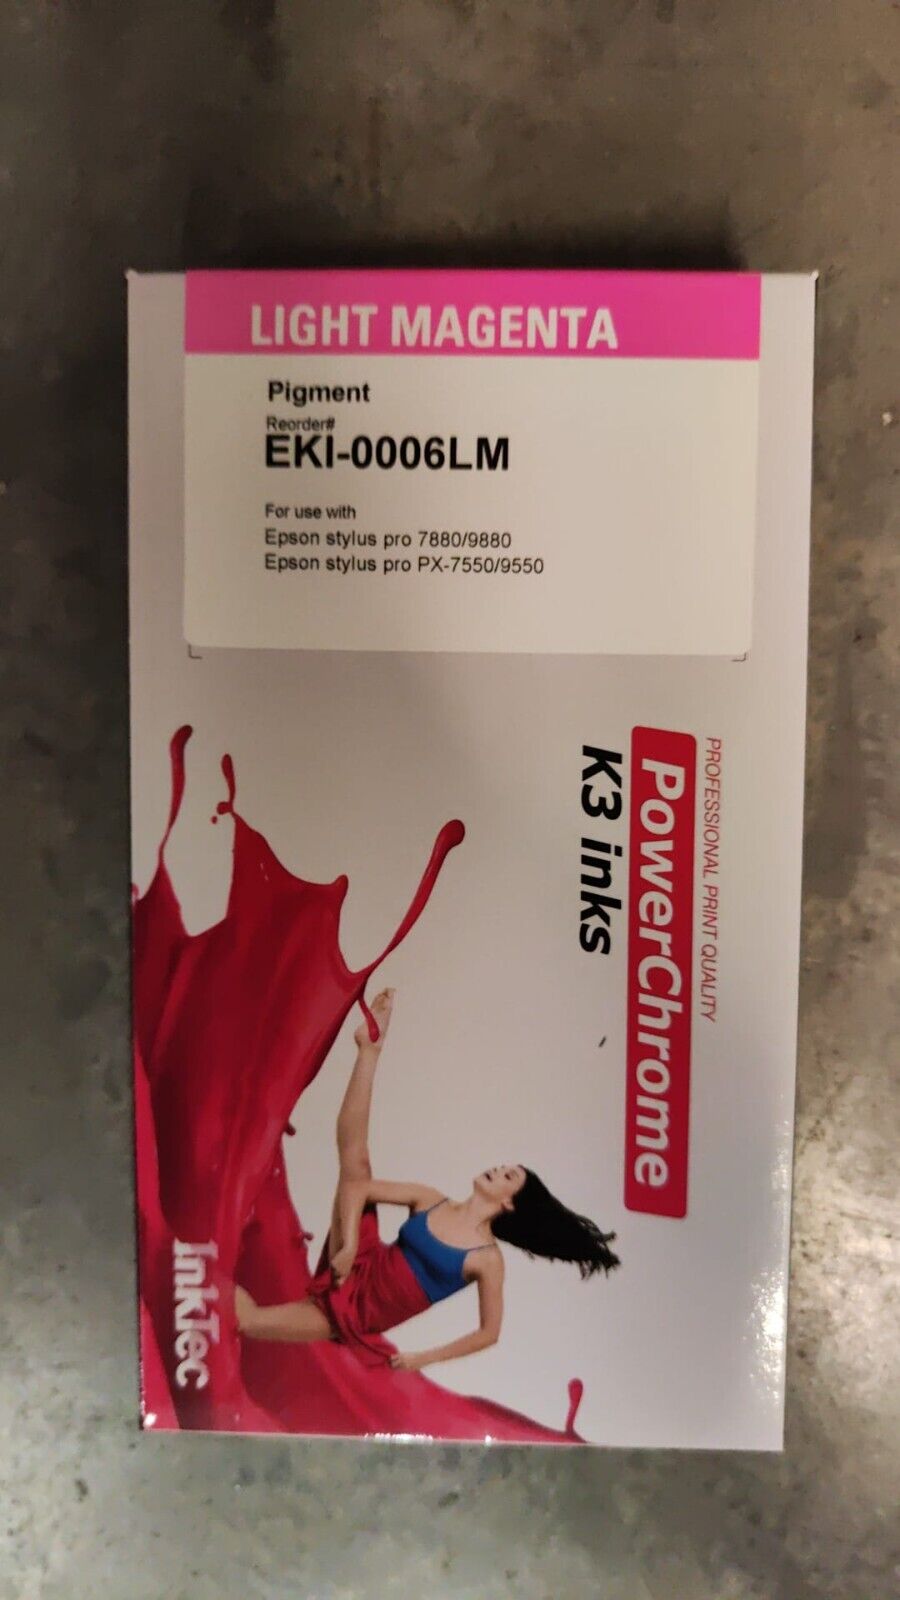 LIGHT MAGENTA
Pigment
Reorder#
EKI-0006LM
For use with
Epson stylus pro 7880/9880
Epson stylus pro PX-7550/9550
PROFESSIONAL PRINT QUALITY
PowerChrome
K3 inks
InkTec